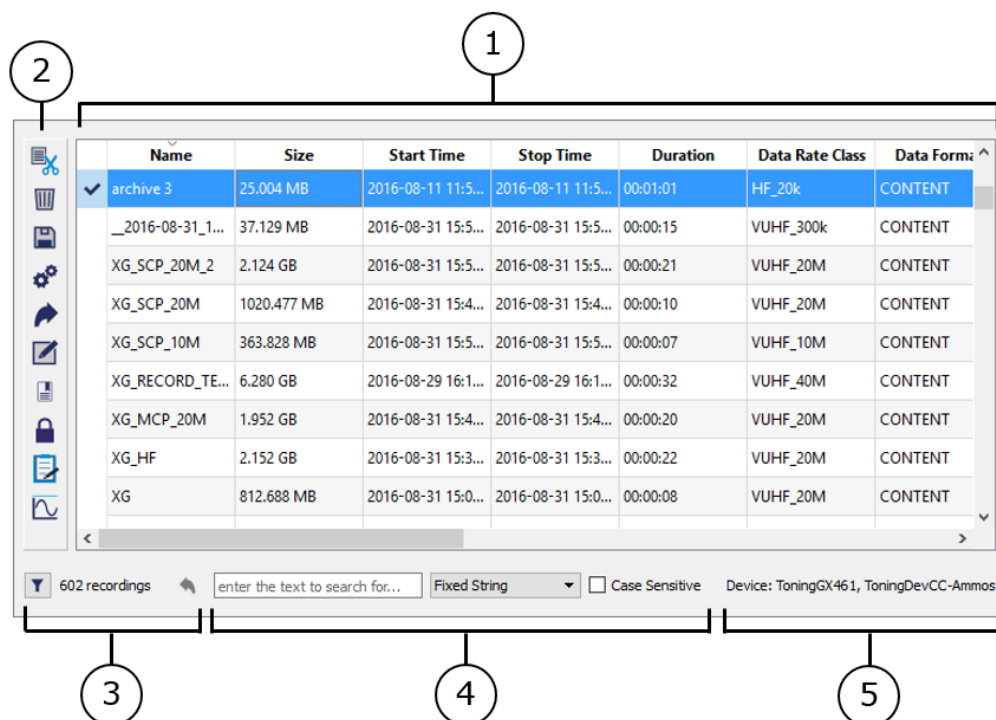 1
2
Name Size Start Time Stop Time Duration Data Rate Class Data Forma
archive 3 25.004 MB 2016-08-11 11:5... 2016-08-11 11:5... 00:01:01 HF_20k CONTENT
__2016-08-31_1... 37.129 MB 2016-08-31 15:5... 2016-08-31 15:5... 00:00:15 VUHF_300k CONTENT
XG_SCP_20M_2 2.124 GB 2016-08-31 15:5... 2016-08-31 15:5... 00:00:21 VUHF_20M CONTENT
XG_SCP_20M 1020.477 MB 2016-08-31 15:4... 2016-08-31 15:4... 00:00:10 VUHF_20M CONTENT
XG_SCP_10M 363.828 MB 2016-08-31 15:5... 2016-08-31 15:5... 00:00:07 VUHF_10M CONTENT
XG_RECORD_TE... 6.280 GB 2016-08-29 16:1... 2016-08-29 16:1... 00:00:32 VUHF_40M CONTENT
XG_MCP_20M 1.952 GB 2016-08-31 15:4... 2016-08-31 15:4... 00:00:20 VUHF_20M CONTENT
XG_HF 2.152 GB 2016-08-31 15:3... 2016-08-31 15:3... 00:00:22 VUHF_20M CONTENT
XG 812.688 MB 2016-08-31 15:0... 2016-08-31 15:0... 00:00:08 VUHF_20M CONTENT
602 recordings enter the text to search for... Fixed String Case Sensitive Device: ToningGX461, ToningDevCC-Ammos
3 4 5